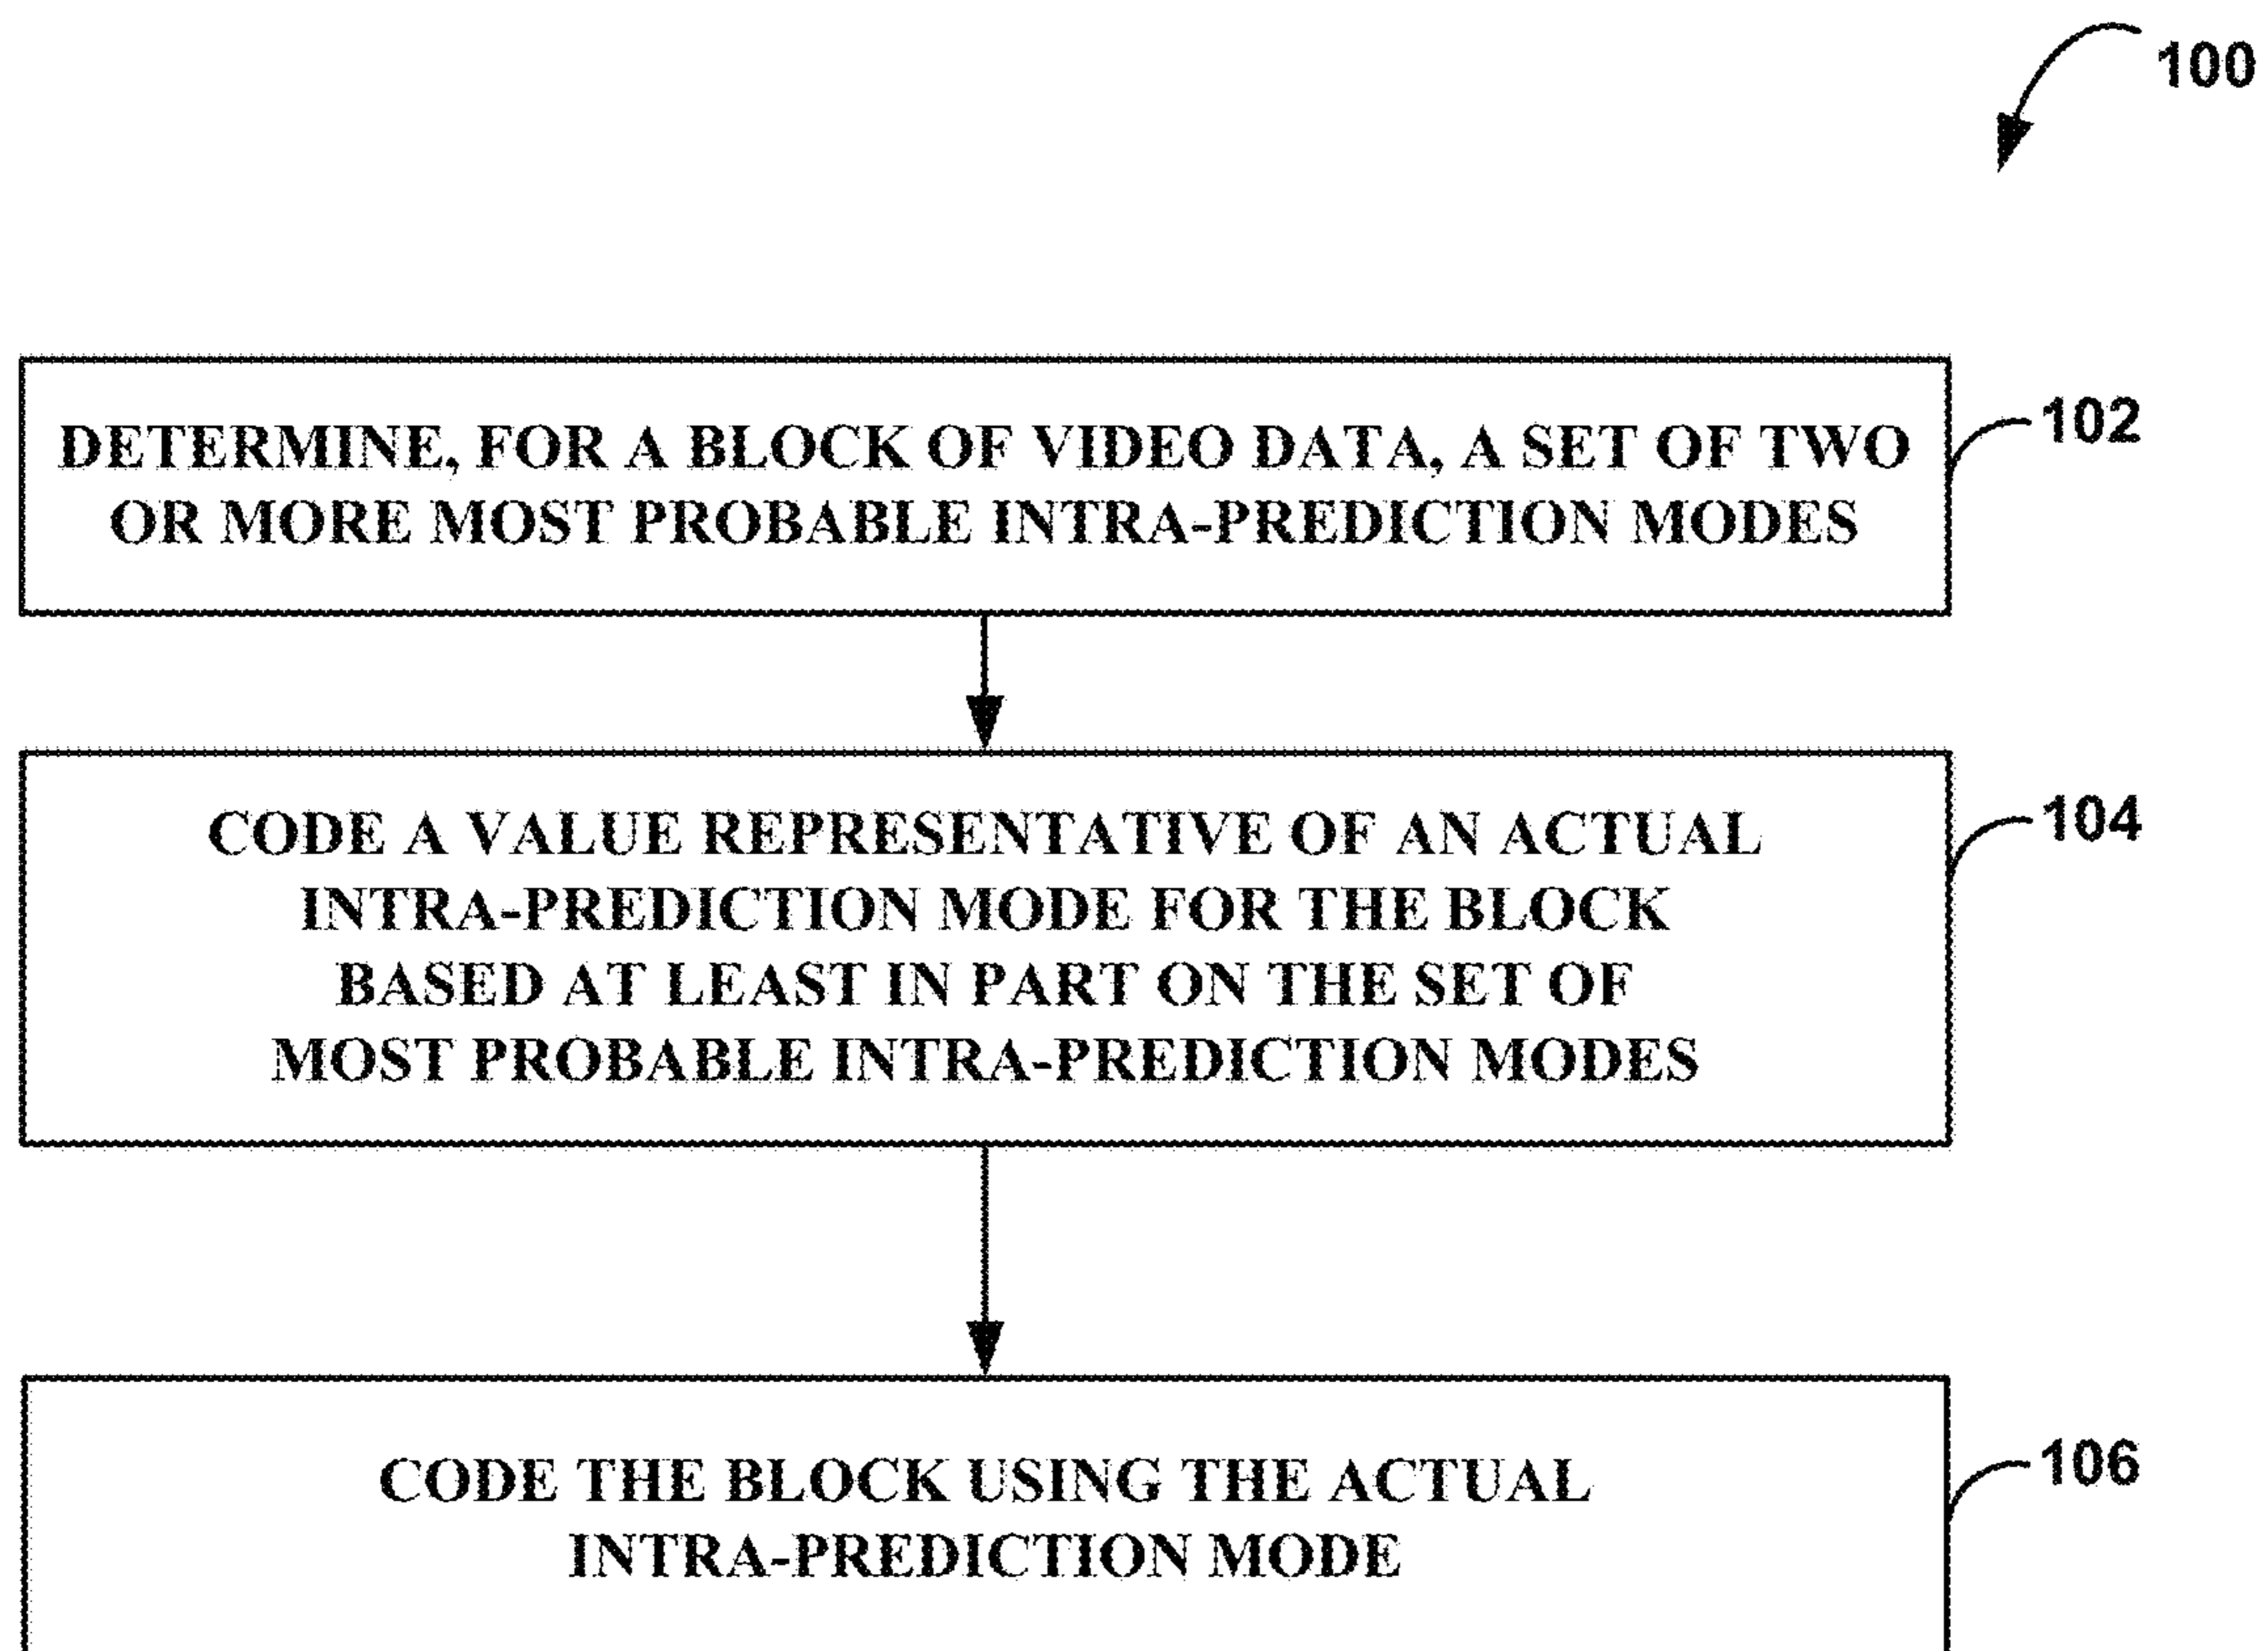 100
DETERMINE, FOR A BLOCK OF VIDEO DATA, A SET OF TWO
OR MORE MOST PROBABLE INTRA-PREDICTION MODES
102
CODE A VALUE REPRESENTATIVE OF AN ACTUAL
INTRA-PREDICTION MODE FOR THE BLOCK
BASED AT LEAST IN PART ON THE SET OF
MOST PROBABLE INTRA-PREDICTION MODES
104
CODE THE BLOCK USING THE ACTUAL
INTRA-PREDICTION MODE
106